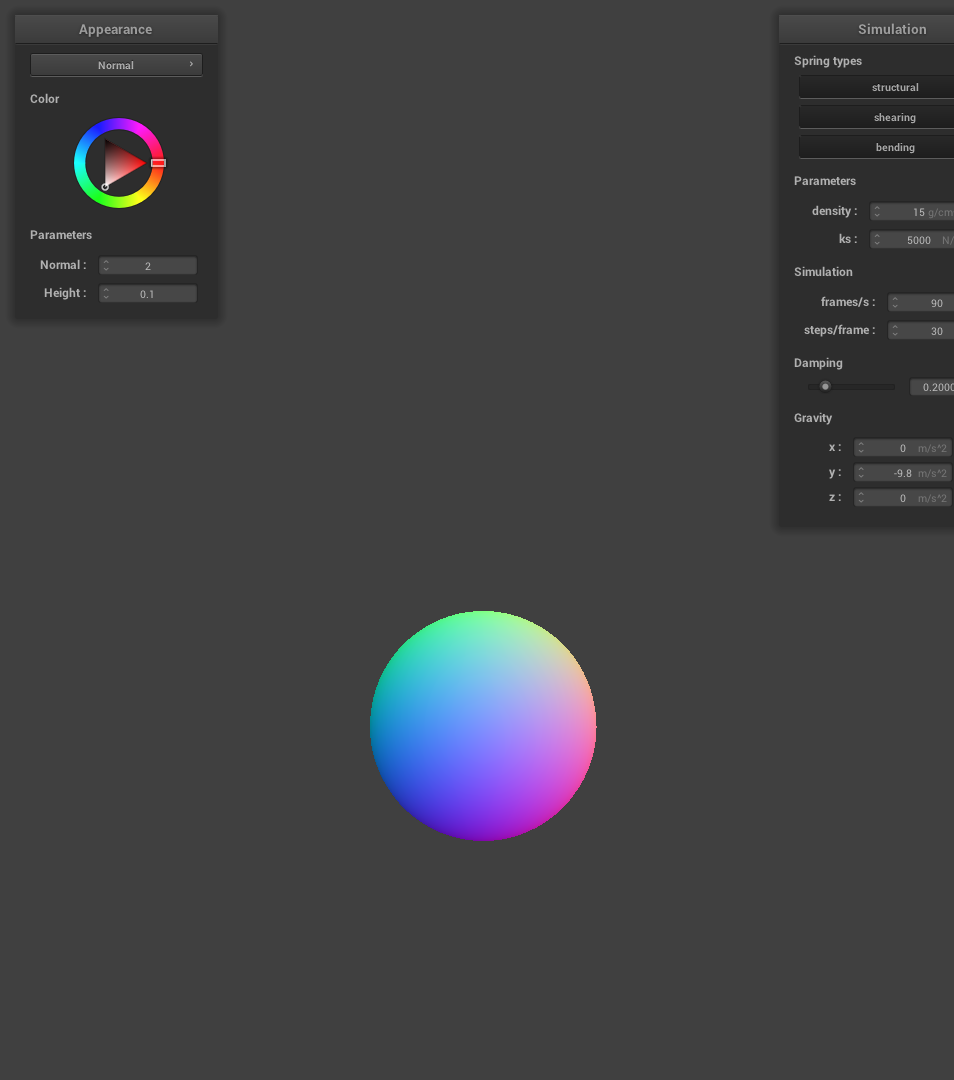 Appearance
Normal
Color
Parameters
Normal : 2
Height : 0.1
Simulation
Spring types
structural
shearing
bending
Parameters
density : 15 g/cm
ks : 5000 N/
Simulation
frames/s : 90
steps/frame : 30
Damping
0.2000
Gravity
x : 0 m/s^2
y : -9.8 m/s^2
z : 0 m/s^2